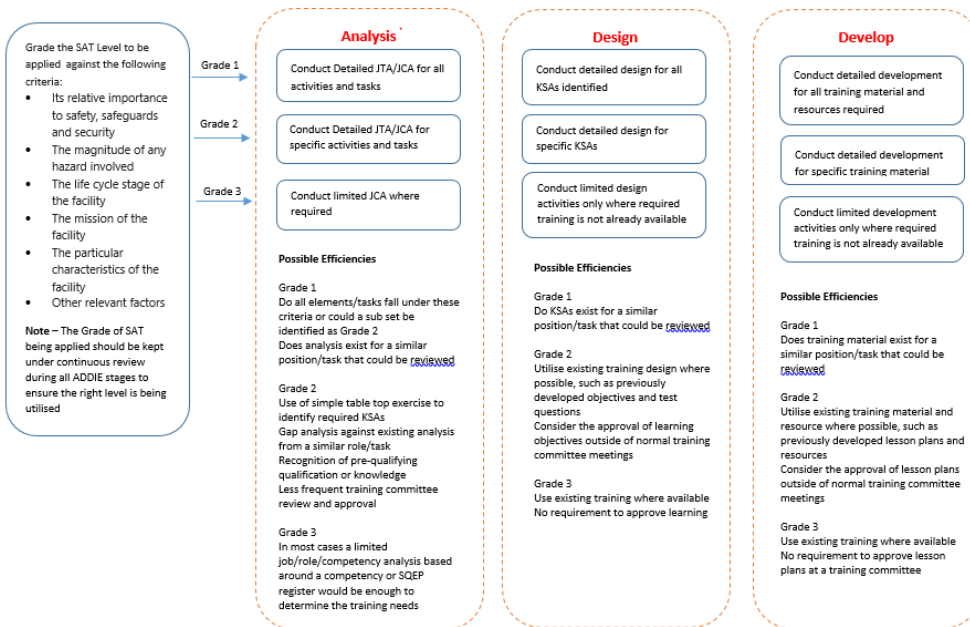 Grade the SAT Level to be
applied against the following
criteria:
• Its relative importance
to safety, safeguards
and security
• The magnitude of any
hazard involved
• The life cycle stage of
the facility
• The mission of the
facility
• The particular
characteristics of the
facility
• Other relevant factors
Note – The Grade of SAT
being applied should be kept
under continuous review
during all ADDIE stages to
ensure the right level is being
utilised
Grade 1
Grade 2
Grade 3
Analysis
Conduct Detailed JTA/JCA for all
activities and tasks
Conduct Detailed JTA/JCA for
specific activities and tasks
Conduct limited JCA where
required
Possible Efficiencies
Grade 1
Do all elements/tasks fall under these
criteria or could a sub set be
identified as Grade 2
Does analysis exist for a similar
position/task that could be reviewed
Grade 2
Use of simple table top exercise to
identify required KSAs
Gap analysis against existing analysis
from a similar role/task
Recognition of pre-qualifying
qualification or knowledge
Less frequent training committee
review and approval
Grade 3
In most cases a limited
job/role/competency analysis based
around a competency or SQEP
register would be enough to
determine the training needs
Design
Conduct detailed design for all
KSAs identified
Conduct detailed design for
specific KSAs
Conduct limited design
activities only where required
training is not already available
Possible Efficiencies
Grade 1
Do KSAs exist for a similar
position/task that could be reviewed
Grade 2
Utilise existing training design where
possible, such as previously
developed objectives and test
questions
Consider the approval of learning
objectives outside of normal training
committee meetings
Grade 3
Use existing training where available
No requirement to approve learning
Develop
Conduct detailed development
for all training material and
resources required
Conduct detailed development
for specific training material
Conduct limited development
activities only where required
training is not already available
Possible Efficiencies
Grade 1
Does training material exist for a
similar position/task that could be
reviewed
Grade 2
Utilise existing training material and
resource where possible, such as
previously developed lesson plans and
resources
Consider the approval of lesson plans
outside of normal training committee
meetings
Grade 3
Use existing training where available
No requirement to approve lesson
plans at a training committee